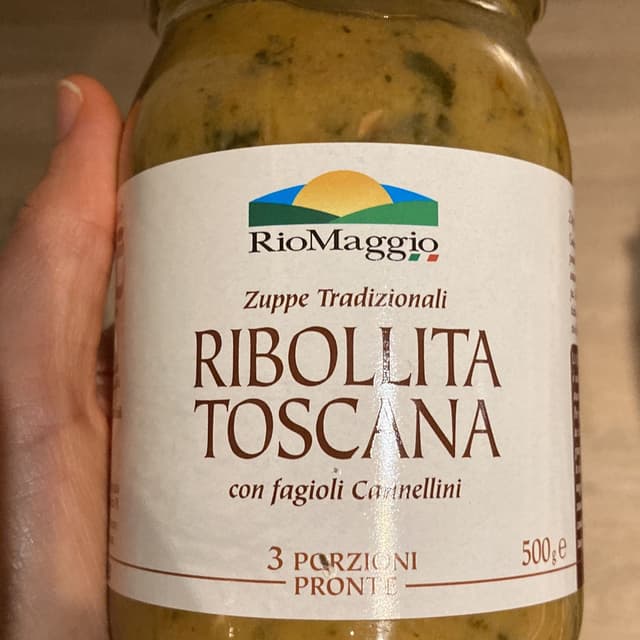 RioMaggio
Zuppe Tradizionali
RIBOLLITA
TOSCANA
con fagioli Cannellini
3 PORZIONI
PRONTE
500g e